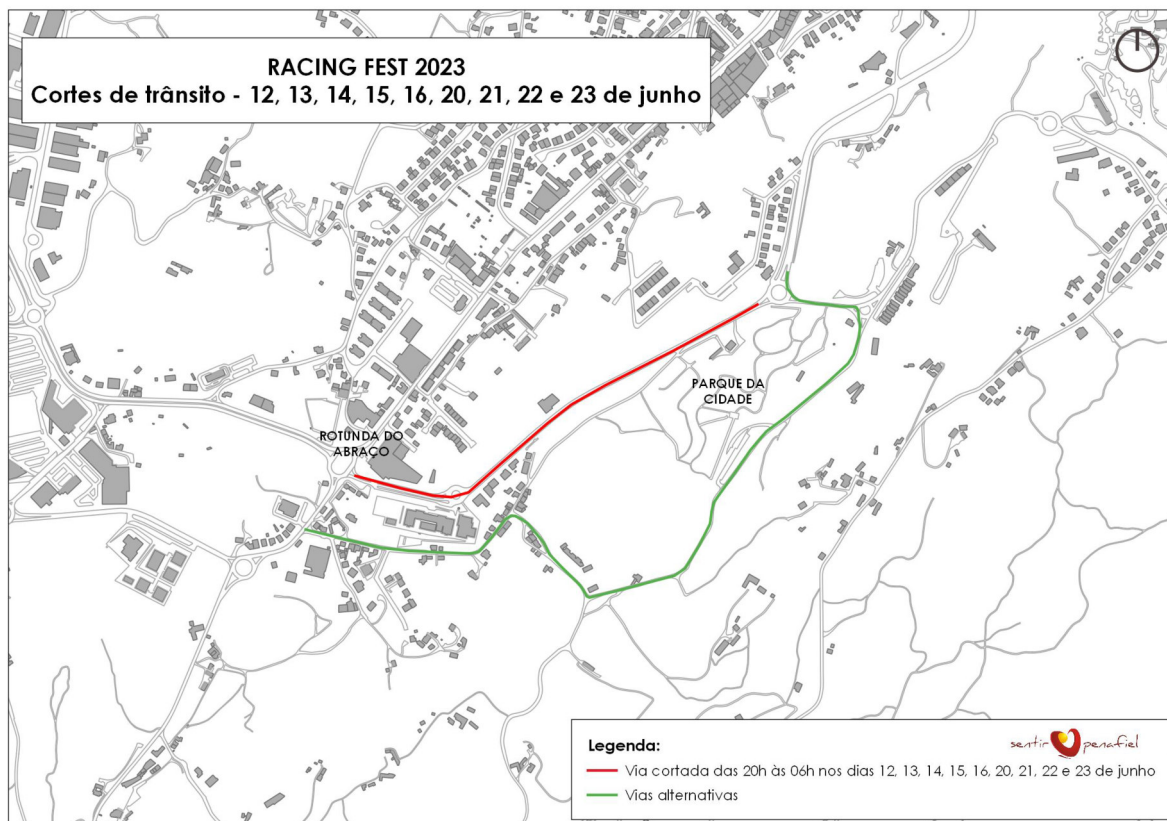 RACING FEST 2023
Cortes de trânsito - 12, 13, 14, 15, 16, 20, 21, 22 e 23 de junho
PARQUE DA
CIDADE
ROTUNDA DO
ABRAÇO
Legenda:
sentir penafiel
Via cortada das 20h às 06h nos dias 12, 13, 14, 15, 16, 20, 21, 22 e 23 de junho
Vias alternativas